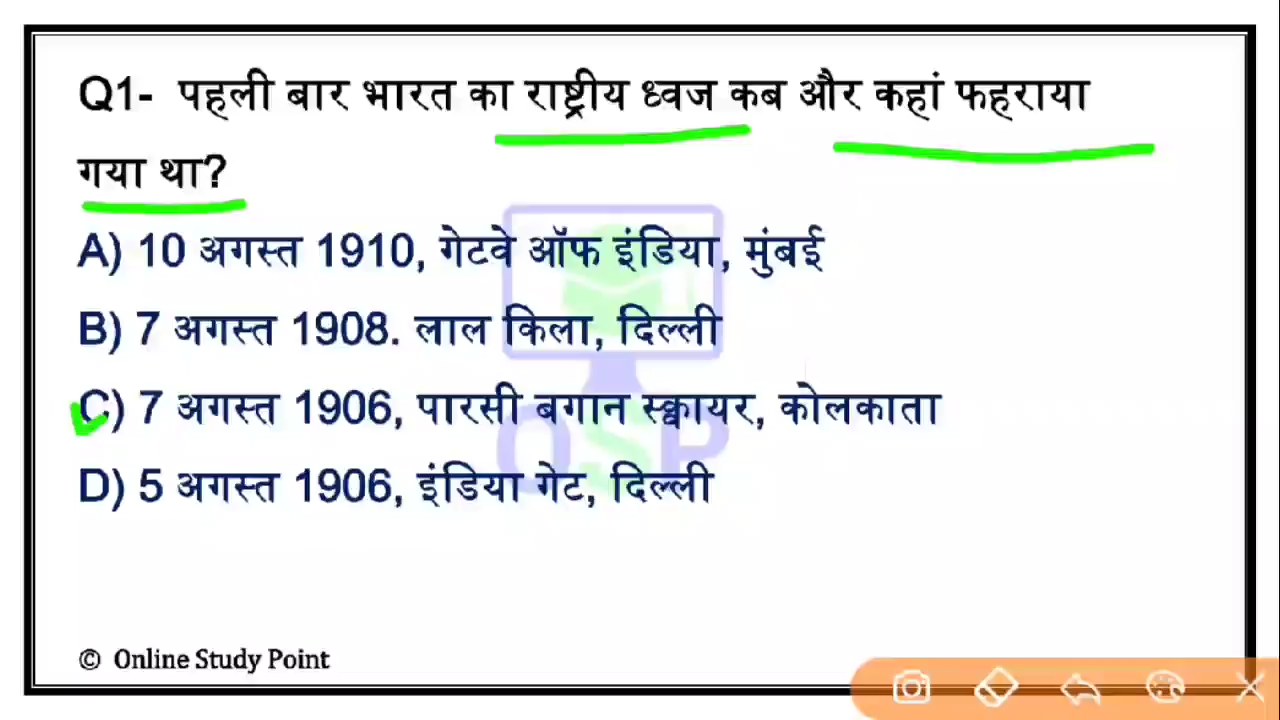 Q1- पहली बार भारत का राष्ट्रीय ध्वज कब और कहां फहराया
गया था?
A) 10 अगस्त 1910, गेटवे ऑफ इंडिया, मुंबई
B) 7 अगस्त 1908. लाल किला, दिल्ली
C) 7 अगस्त 1906, पारसी बगान स्क्वायर, कोलकाता
D) 5 अगस्त 1906, इंडिया गेट, दिल्ली
OSP
© Online Study Point